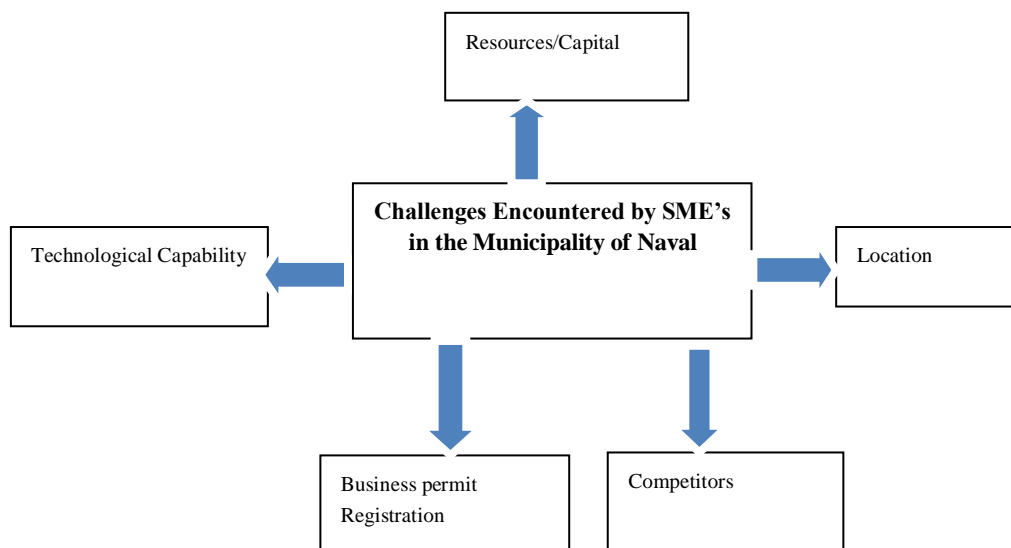 Resources/Capital
Challenges Encountered by SME's
in the Municipality of Naval
Technological Capability
Location
Business permit
Registration
Competitors